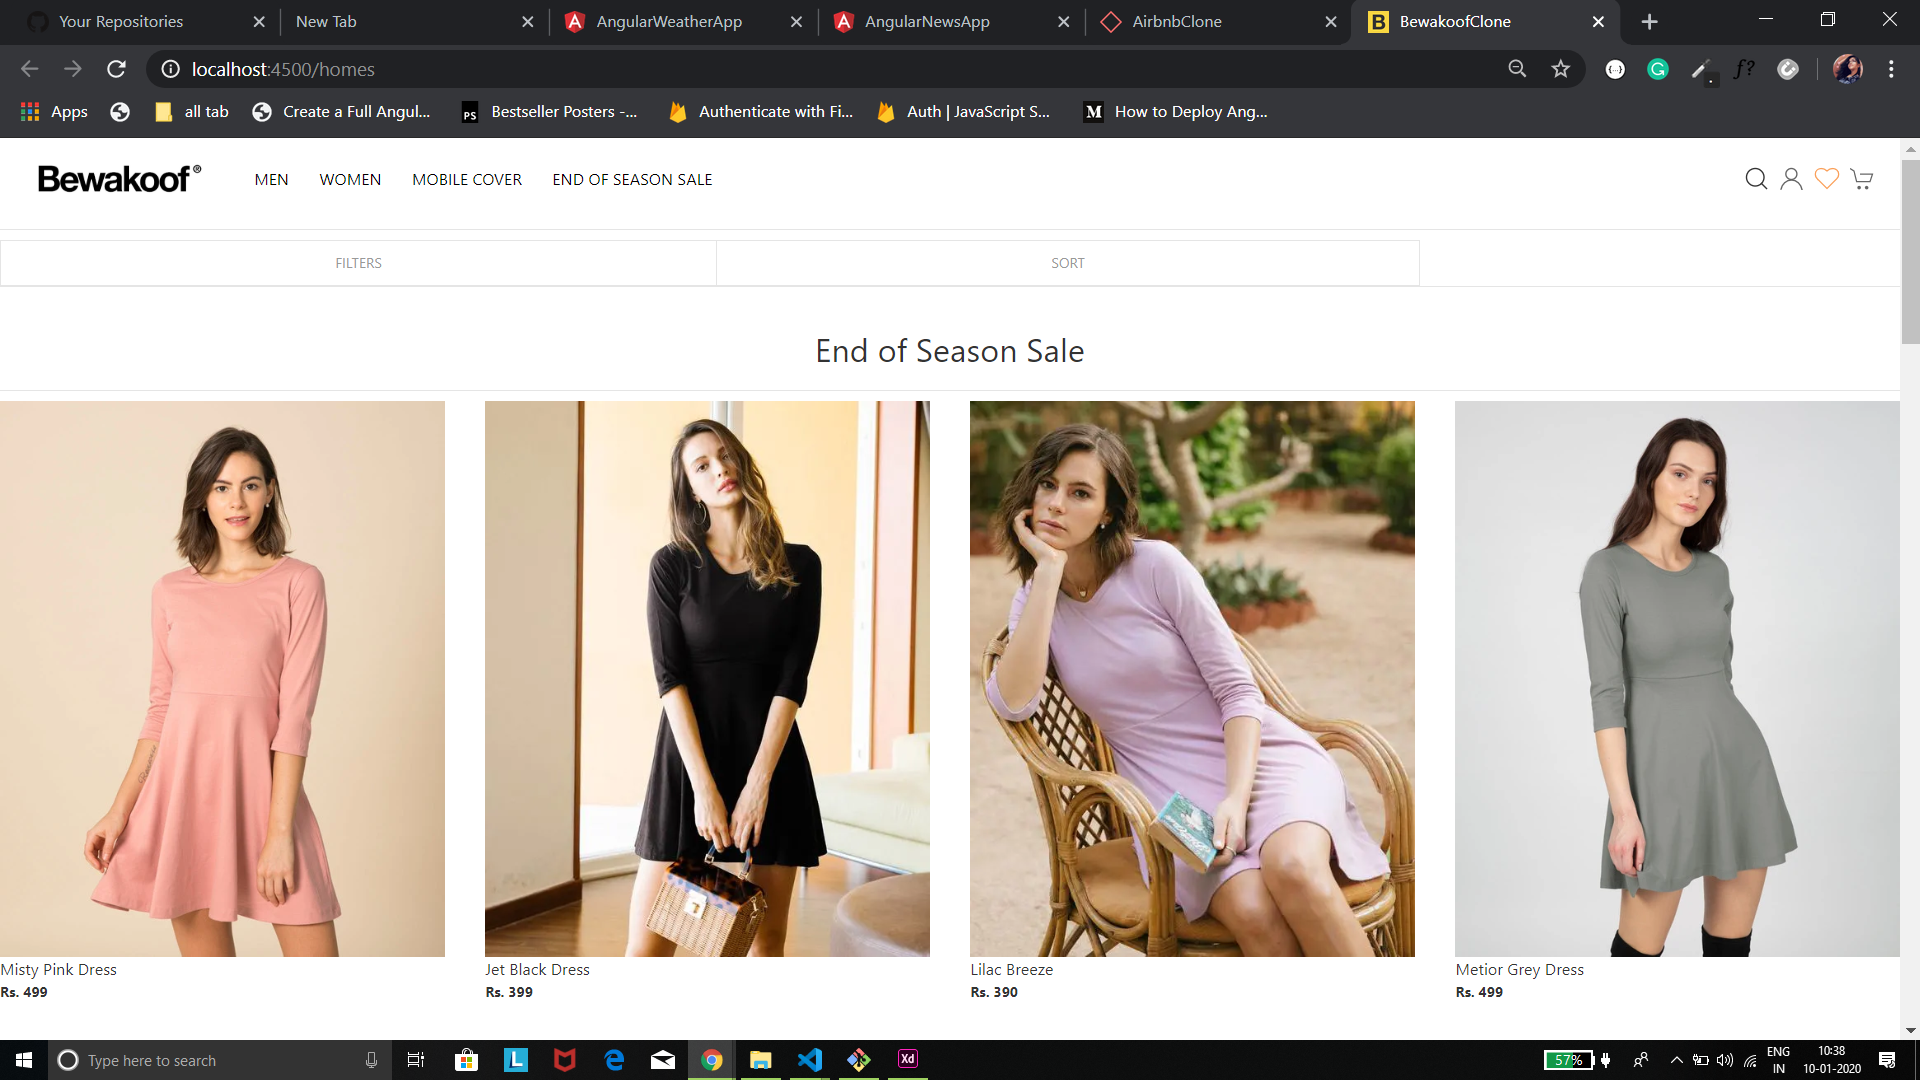 Your Repositories
New Tab
AngularWeatherApp
AngularNewsApp
AirbnbClone
BewakoofClone
localhost:4500/homes
Apps
all tab
Create a Full Angul...
PS
Bestseller Posters -...
Authenticate with Fi...
Auth | JavaScript S...
M
How to Deploy Ang...
Bewakoof®
MEN
WOMEN
MOBILE COVER
END OF SEASON SALE
FILTERS
SORT
End of Season Sale
Misty Pink Dress
Rs. 499
Jet Black Dress
Rs. 399
Lilac Breeze
Rs. 390
Metior Grey Dress
Rs. 499
Type here to search
L
Xd
57%
ENG
IN
10:38
10-01-2020